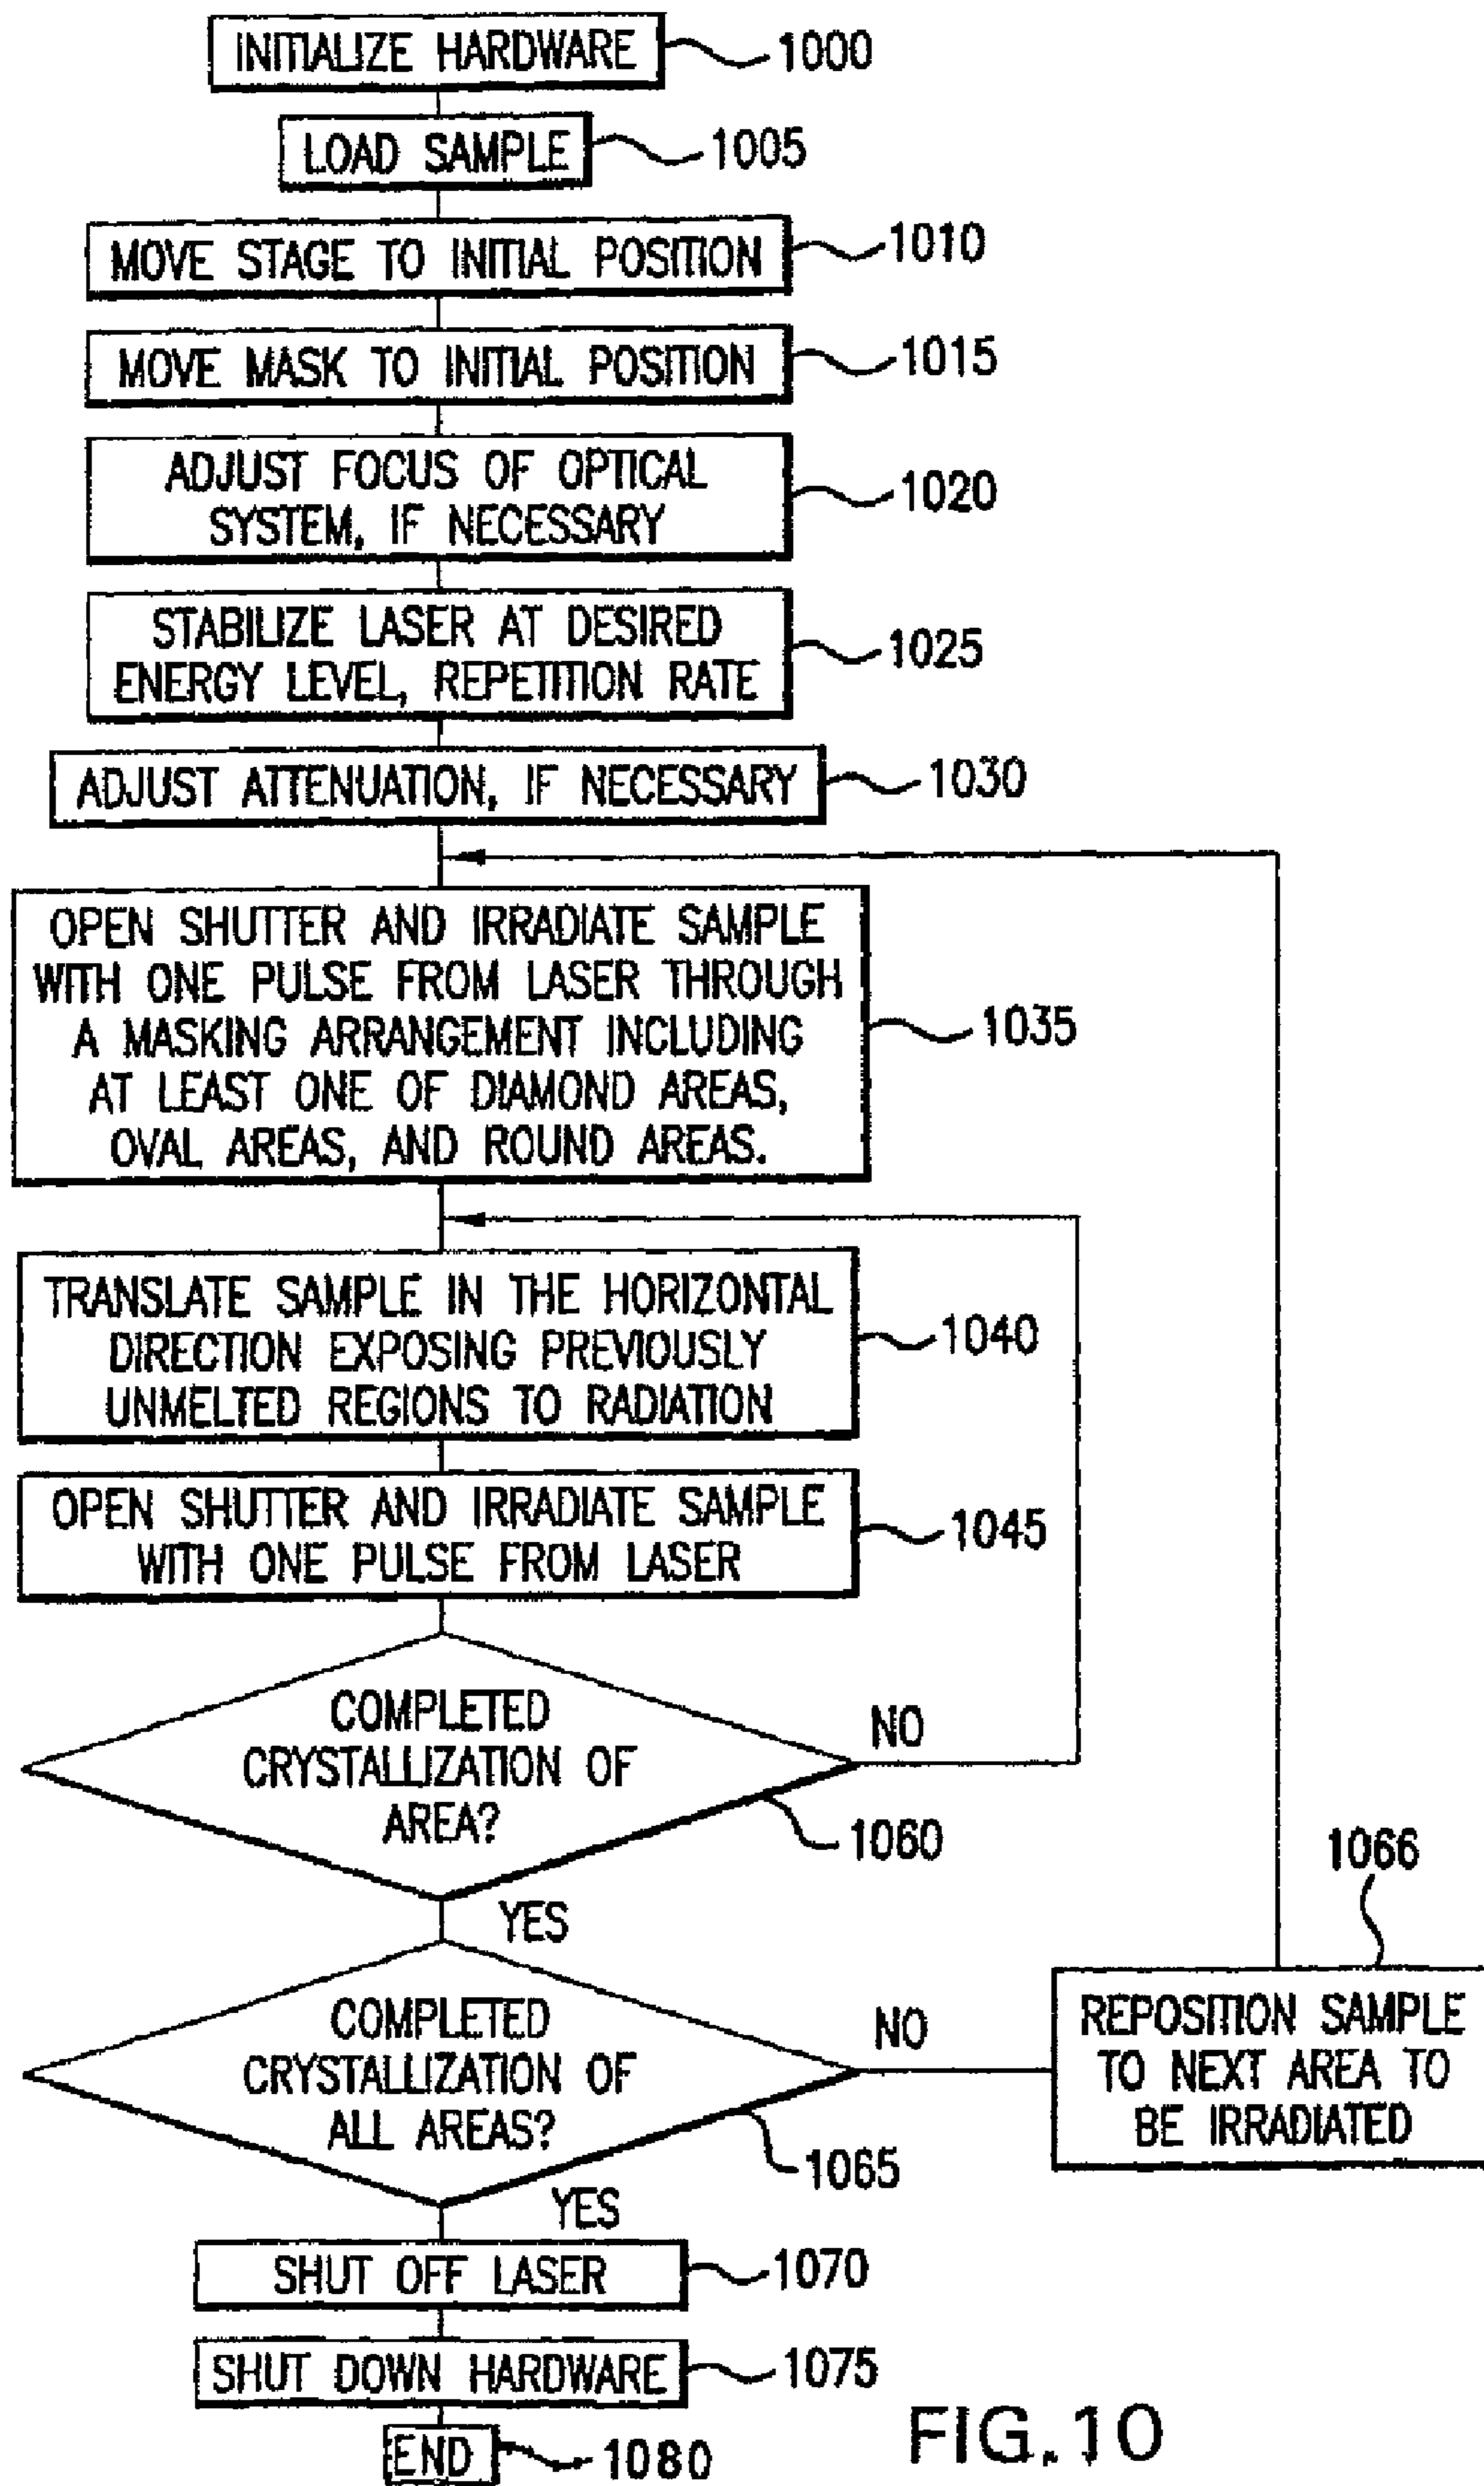 INITIALIZE HARDWARE
1000
LOAD SAMPLE
1005
MOVE STAGE TO INITIAL POSITION
1010
MOVE MASK TO INITIAL POSITION
1015
ADJUST FOCUS OF OPTICAL
SYSTEM, IF NECESSARY
1020
STABILIZE LASER AT DESIRED
ENERGY LEVEL, REPETITION RATE
1025
ADJUST ATTENUATION, IF NECESSARY
1030
OPEN SHUTTER AND IRRADIATE SAMPLE
WITH ONE PULSE FROM LASER THROUGH
A MASKING ARRANGEMENT INCLUDING
AT LEAST ONE OF DIAMOND AREAS,
OVAL AREAS, AND ROUND AREAS.
1035
TRANSLATE SAMPLE IN THE HORIZONTAL
DIRECTION EXPOSING PREVIOUSLY
UNMELTED REGIONS TO RADIATION
1040
OPEN SHUTTER AND IRRADIATE SAMPLE
WITH ONE PULSE FROM LASER
1045
COMPLETED
CRYSTALLIZATION OF
AREA?
NO
1060
YES
COMPLETED
CRYSTALLIZATION OF
ALL AREAS?
NO
1065
YES
1066
REPOSITION SAMPLE
TO NEXT AREA TO
BE IRRADIATED
SHUT OFF LASER
1070
SHUT DOWN HARDWARE
1075
END
1080
FIG.10